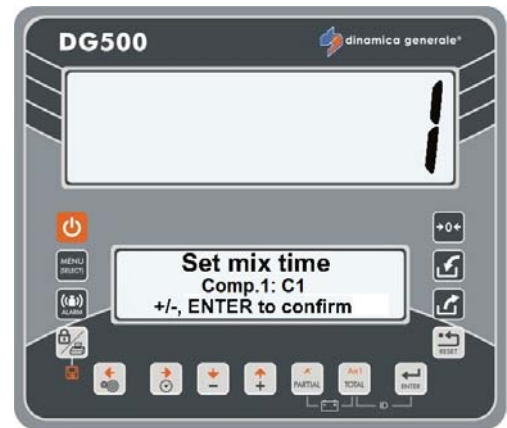 DG500
dinamica generale®
1
→0←
MENU
(SELECT)
Set mix time
Comp.1: C1
+/-, ENTER to confirm
ALARM
RESET
PARTIAL
TOTAL
ENTER
ID